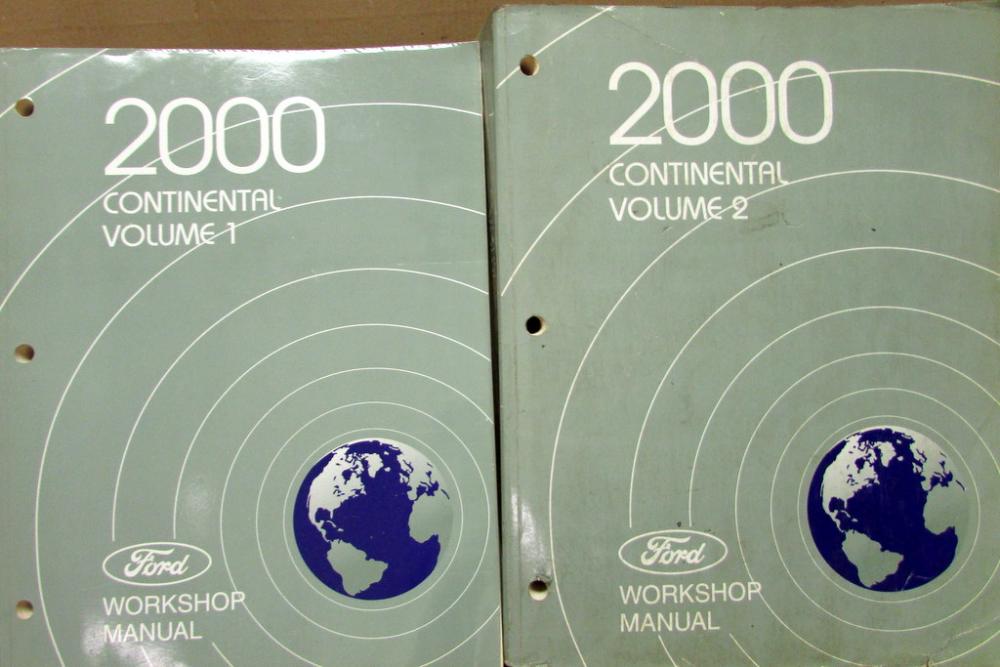 2000
CONTINENTAL
VOLUME 1
Ford
WORKSHOP
MANUAL
2000
CONTINENTAL
VOLUME 2
Ford
WORKSHOP
MANUAL